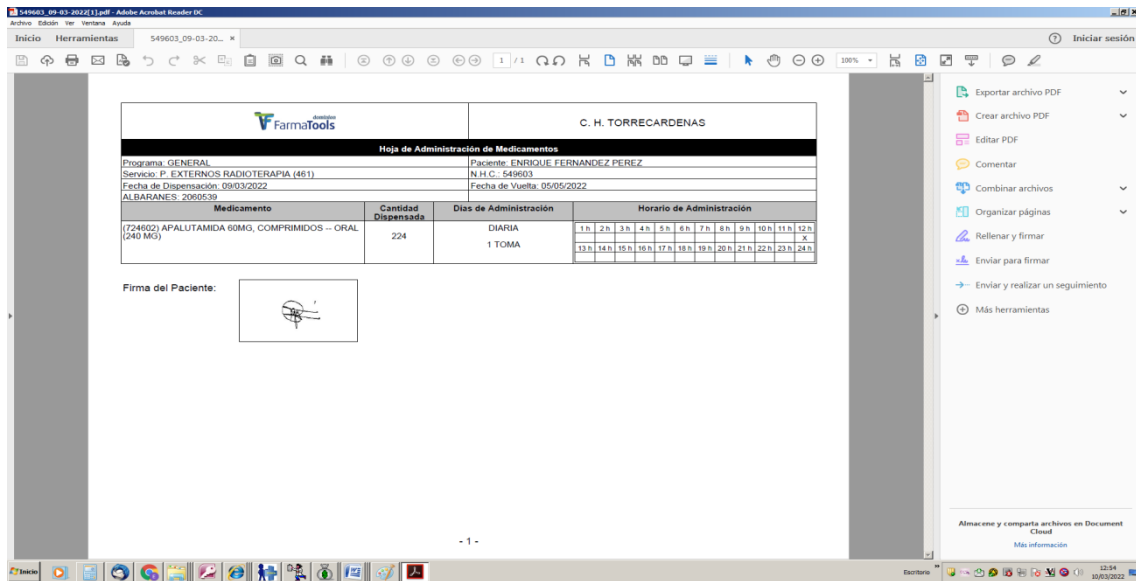 549603_09-03-2022[1].pdf - Adobe Acrobat Reader DC
Archivo Edición Ver Ventana Ayuda
Inicio Herramientas 549603_09-03-20... × Iniciar sesión
1 / 1 100%
Exportar archivo PDF
Crear archivo PDF
Editar PDF
Comentar
Combinar archivos
Organizar páginas
Rellenar y firmar
Enviar para firmar
Enviar y realizar un seguimiento
Más herramientas
dominion
FarmaTools C. H. TORRECARDENAS
Hoja de Administración de Medicamentos
Programa: GENERAL Paciente: ENRIQUE FERNANDEZ PEREZ
Servicio: P. EXTERNOS RADIOTERAPIA (461) N.H.C.: 549603
Fecha de Dispensación: 09/03/2022 Fecha de Vuelta: 05/05/2022
ALBARANES: 2060539
Medicamento Cantidad Dispensada Días de Administración Horario de Administración
(724602) APALUTAMIDA 60MG, COMPRIMIDOS -- ORAL
(240 MG)
224
DIARIA
1 TOMA
1 h 2 h 3 h 4 h 5 h 6 h 7 h 8 h 9 h 10 h 11 h 12 h
X
13 h 14 h 15 h 16 h 17 h 18 h 19 h 20 h 21 h 22 h 23 h 24 h
Firma del Paciente:
- 1 -
Almacene y comparta archivos en Document
Cloud
Más información
Inicio Escritorio 12:54
10/03/2022